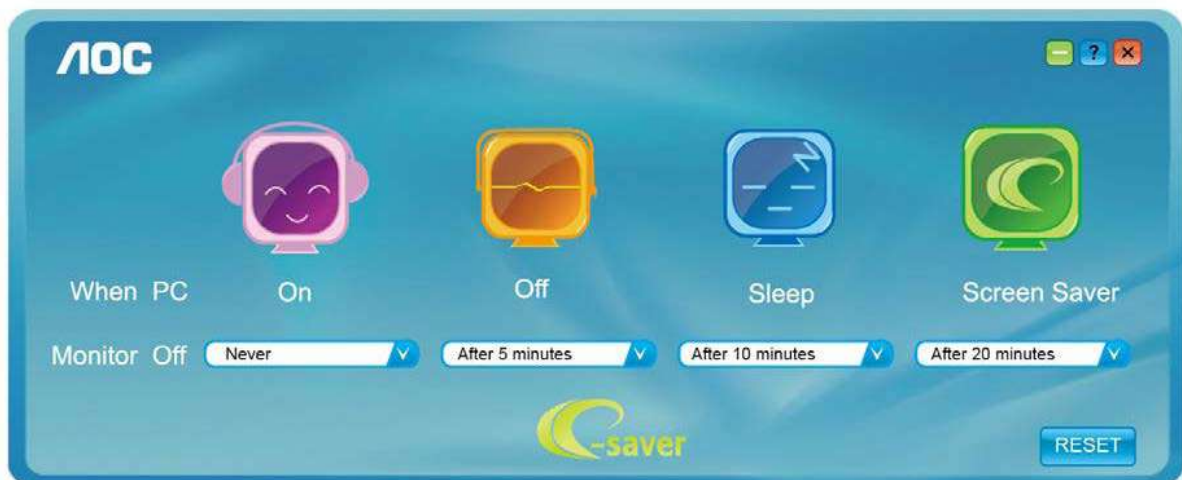 AOC
?
When PC On Off Sleep Screen Saver
Monitor Off Never After 5 minutes After 10 minutes After 20 minutes
e-saver
RESET